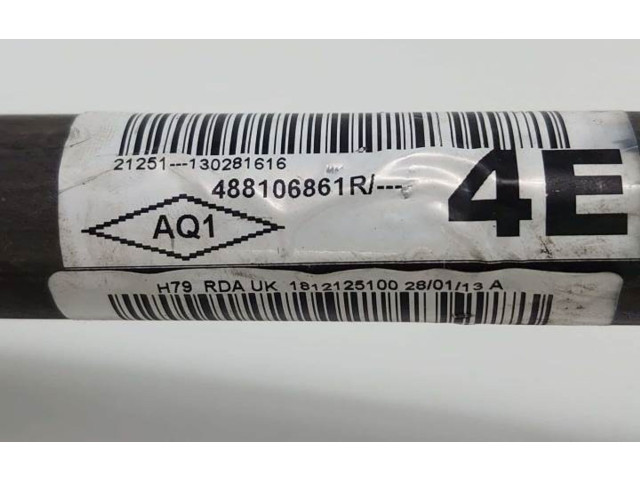 21251---130281616
488106861R/---
4E
AQ1
H79 RDA UK 1812125100 28/01/13 A